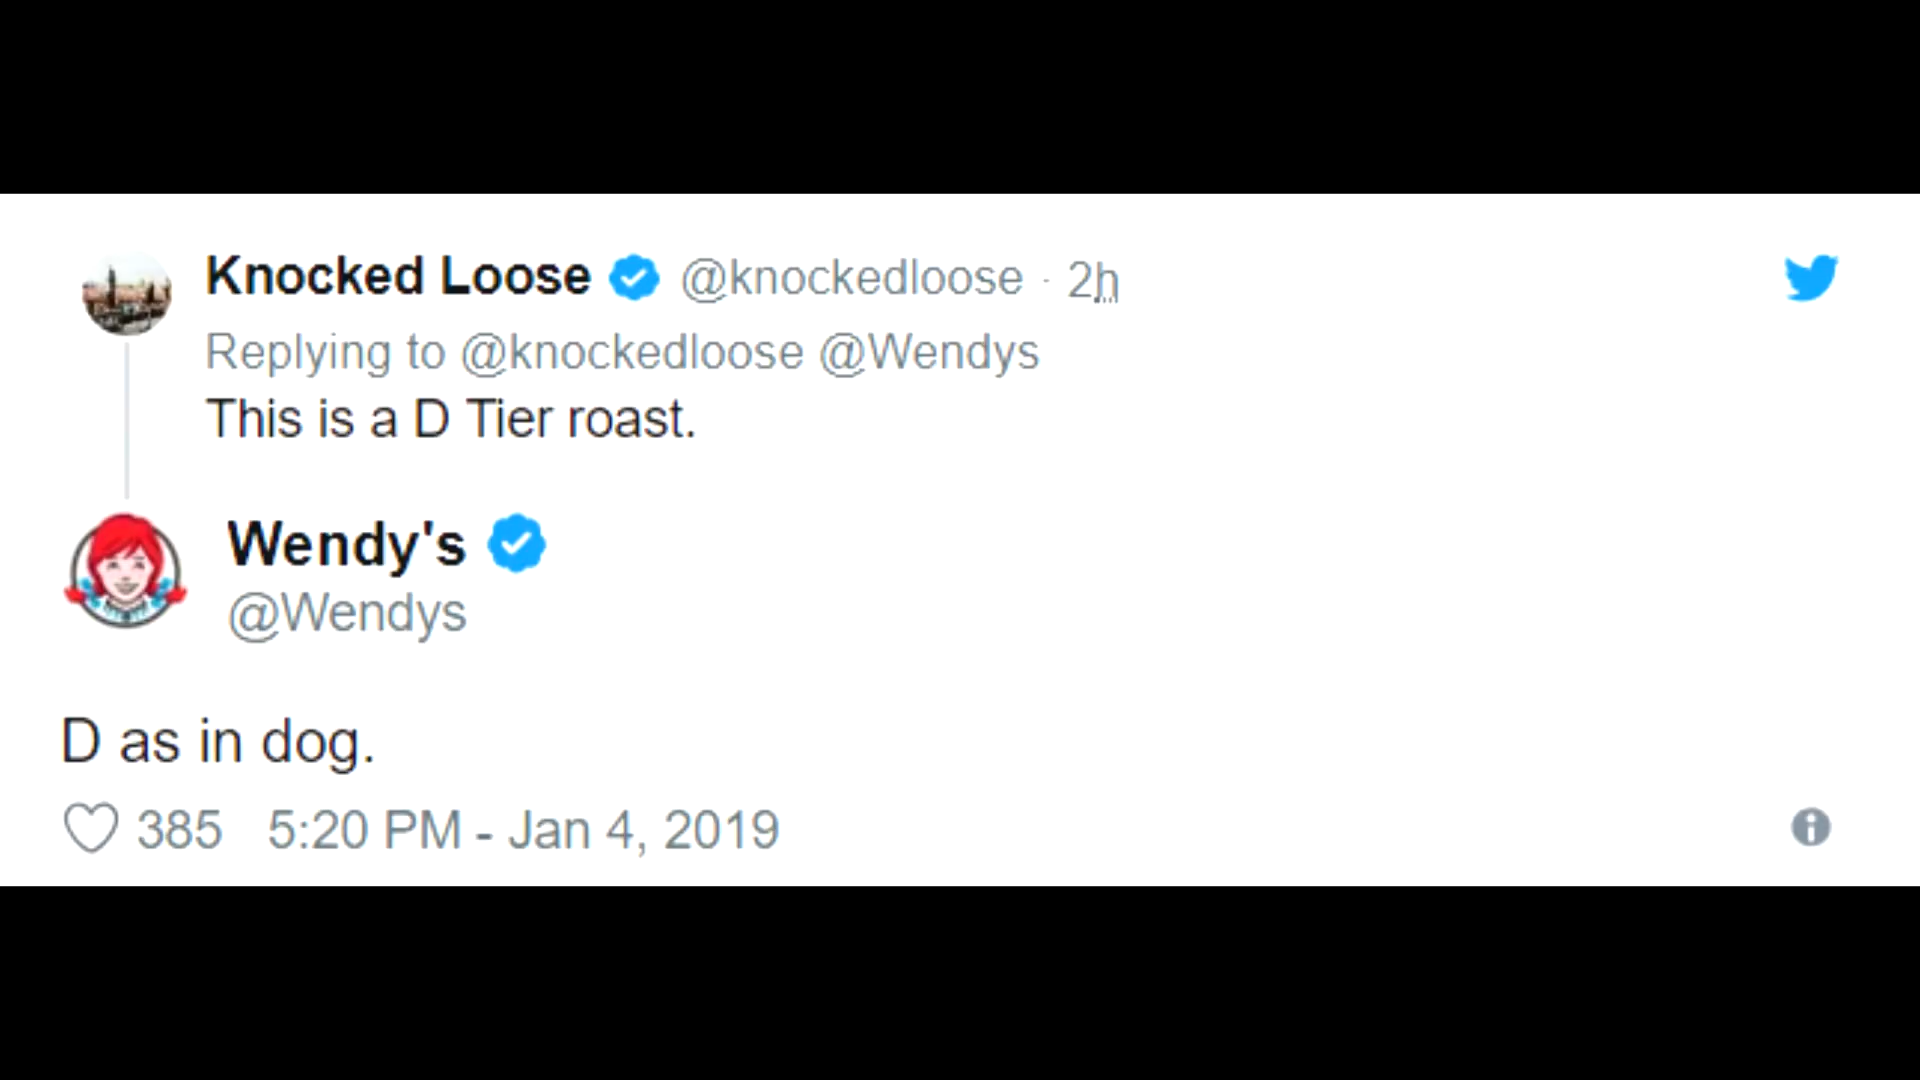 Knocked Loose @knockedloose · 2h
Replying to @knockedloose @Wendys
This is a D Tier roast.
Wendy's
@Wendys
D as in dog.
385 5:20 PM - Jan 4, 2019